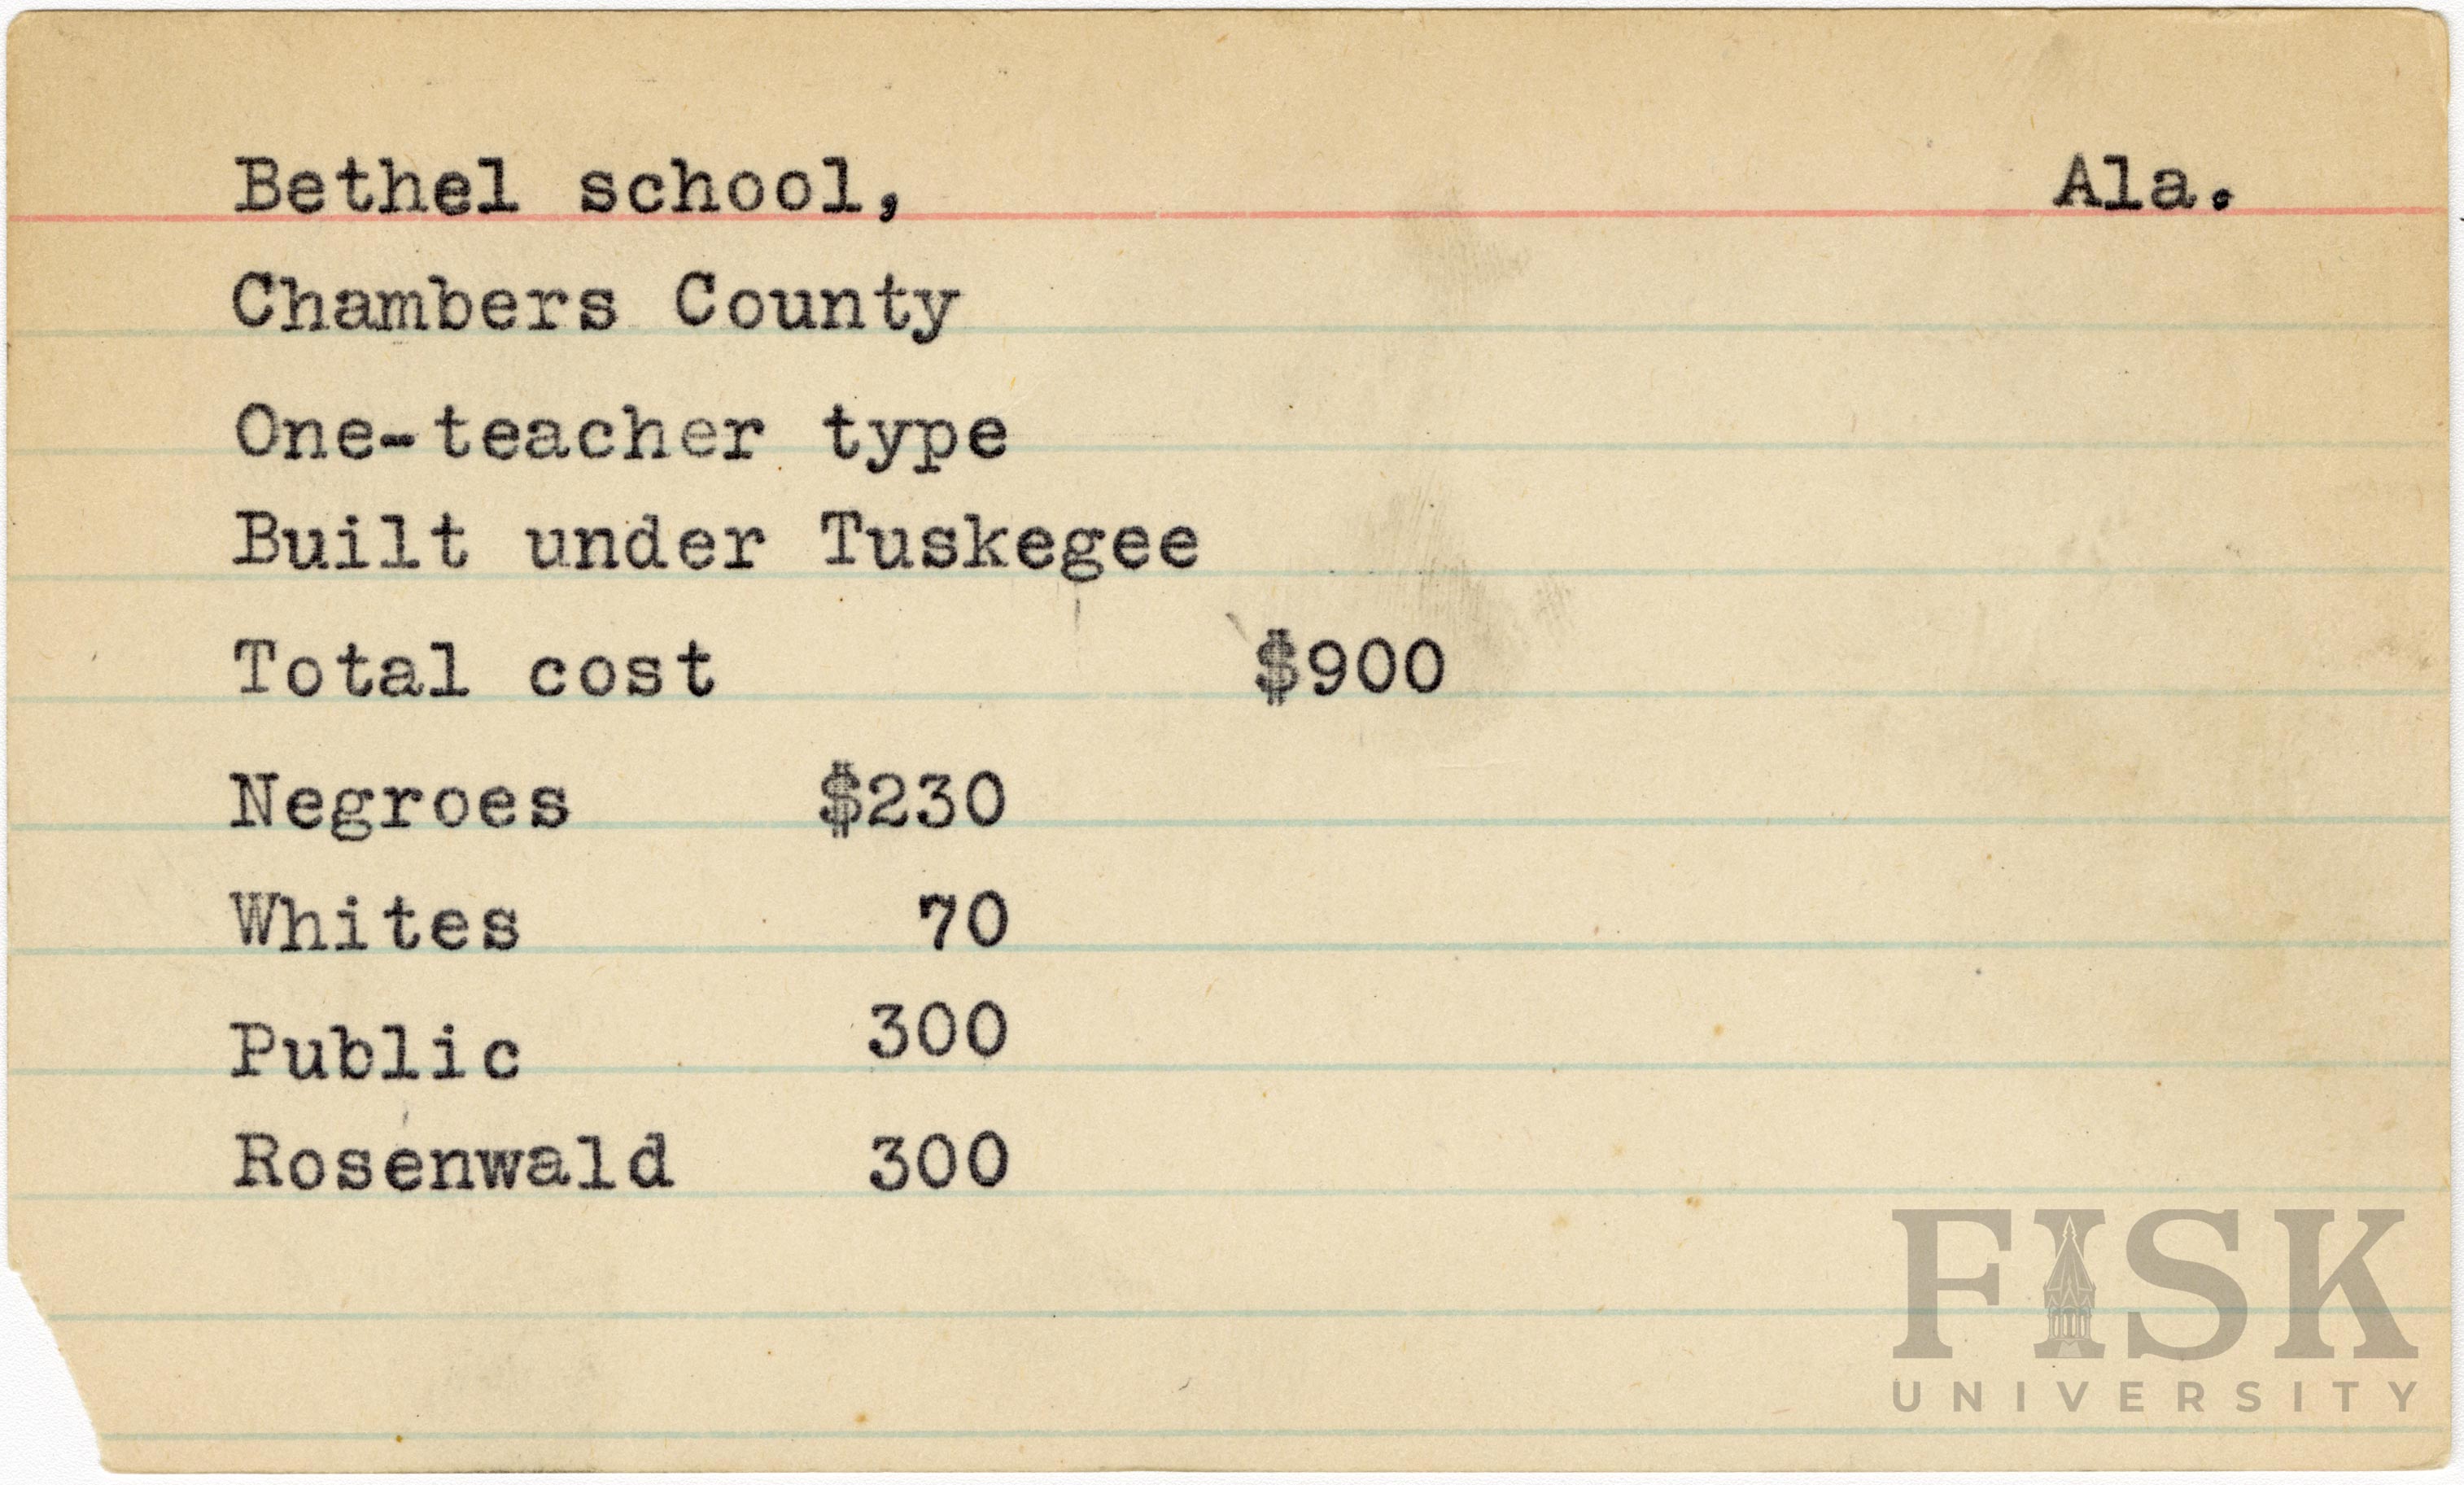 Bethel school, Ala.
Chambers County
One-teacher type
Built under Tuskegee
Total cost $900
Negroes $230
Whites 70
Public 300
Rosenwald 300
FISK
UNIVERSITY